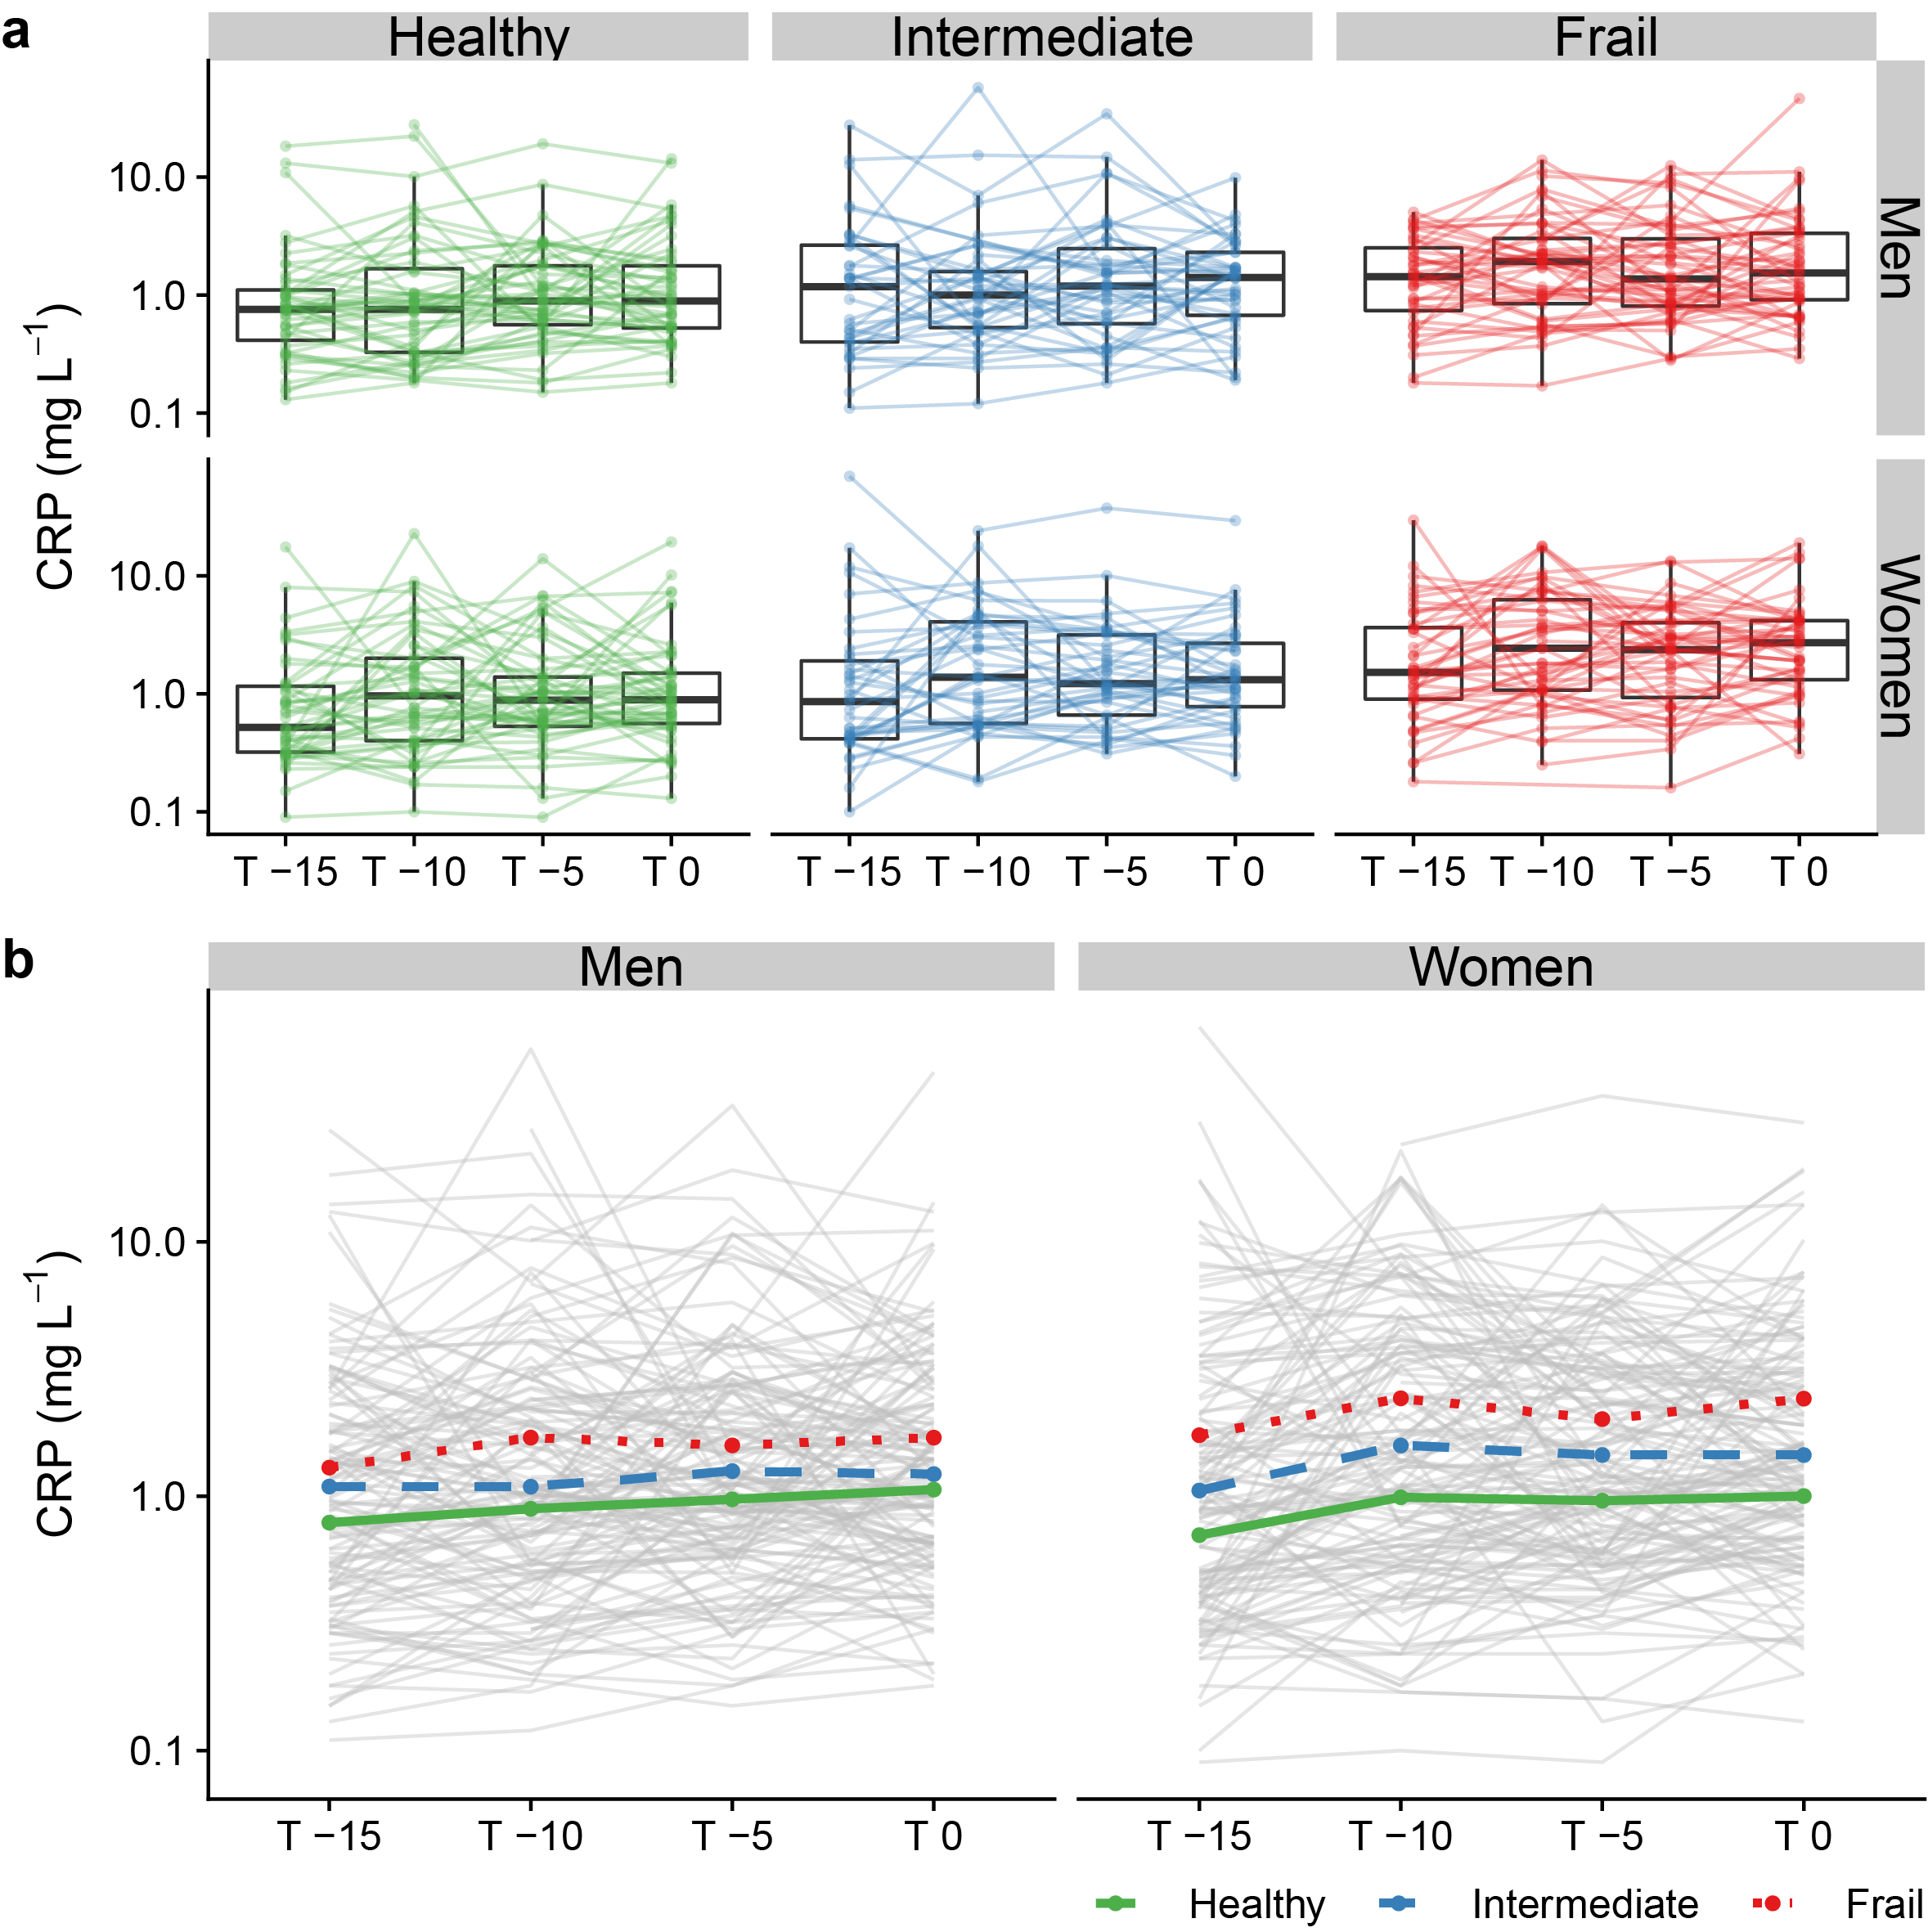 a
Healthy Intermediate Frail
10.0
1.0
0.1
Men
CRP (mg L⁻¹)
10.0
1.0
0.1
Women
T −15 T −10 T −5 T 0 T −15 T −10 T −5 T 0 T −15 T −10 T −5 T 0
b
Men Women
10.0
1.0
0.1
CRP (mg L⁻¹)
T −15 T −10 T −5 T 0 T −15 T −10 T −5 T 0
Healthy Intermediate Frail